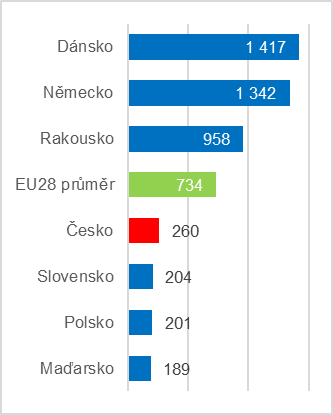 Dánsko 1 417
Německo 1 342
Rakousko 958
EU28 průměr 734
Česko 260
Slovensko 204
Polsko 201
Maďarsko 189